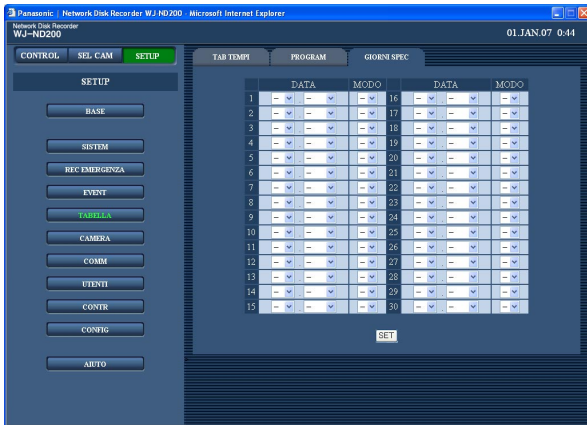 Panasonic | Network Disk Recorder WJ-ND200 - Microsoft Internet Explorer
Network Disk Recorder
WJ-ND200
01.JAN.07 0:44
CONTROL SEL CAM SETUP
TAB TEMPI PROGRAM GIORNI SPEC
SETUP
BASE
SISTEM
REC EMERGENZA
EVENT
TABELLA
CAMERA
COMM
UTENTI
CONTR
CONFIG
AIUTO
DATA MODO DATA MODO
1 - . - - 16 - . - -
2 - . - - 17 - . - -
3 - . - - 18 - . - -
4 - . - - 19 - . - -
5 - . - - 20 - . - -
6 - . - - 21 - . - -
7 - . - - 22 - . - -
8 - . - - 23 - . - -
9 - . - - 24 - . - -
10 - . - - 25 - . - -
11 - . - - 26 - . - -
12 - . - - 27 - . - -
13 - . - - 28 - . - -
14 - . - - 29 - . - -
15 - . - - 30 - . - -
SET